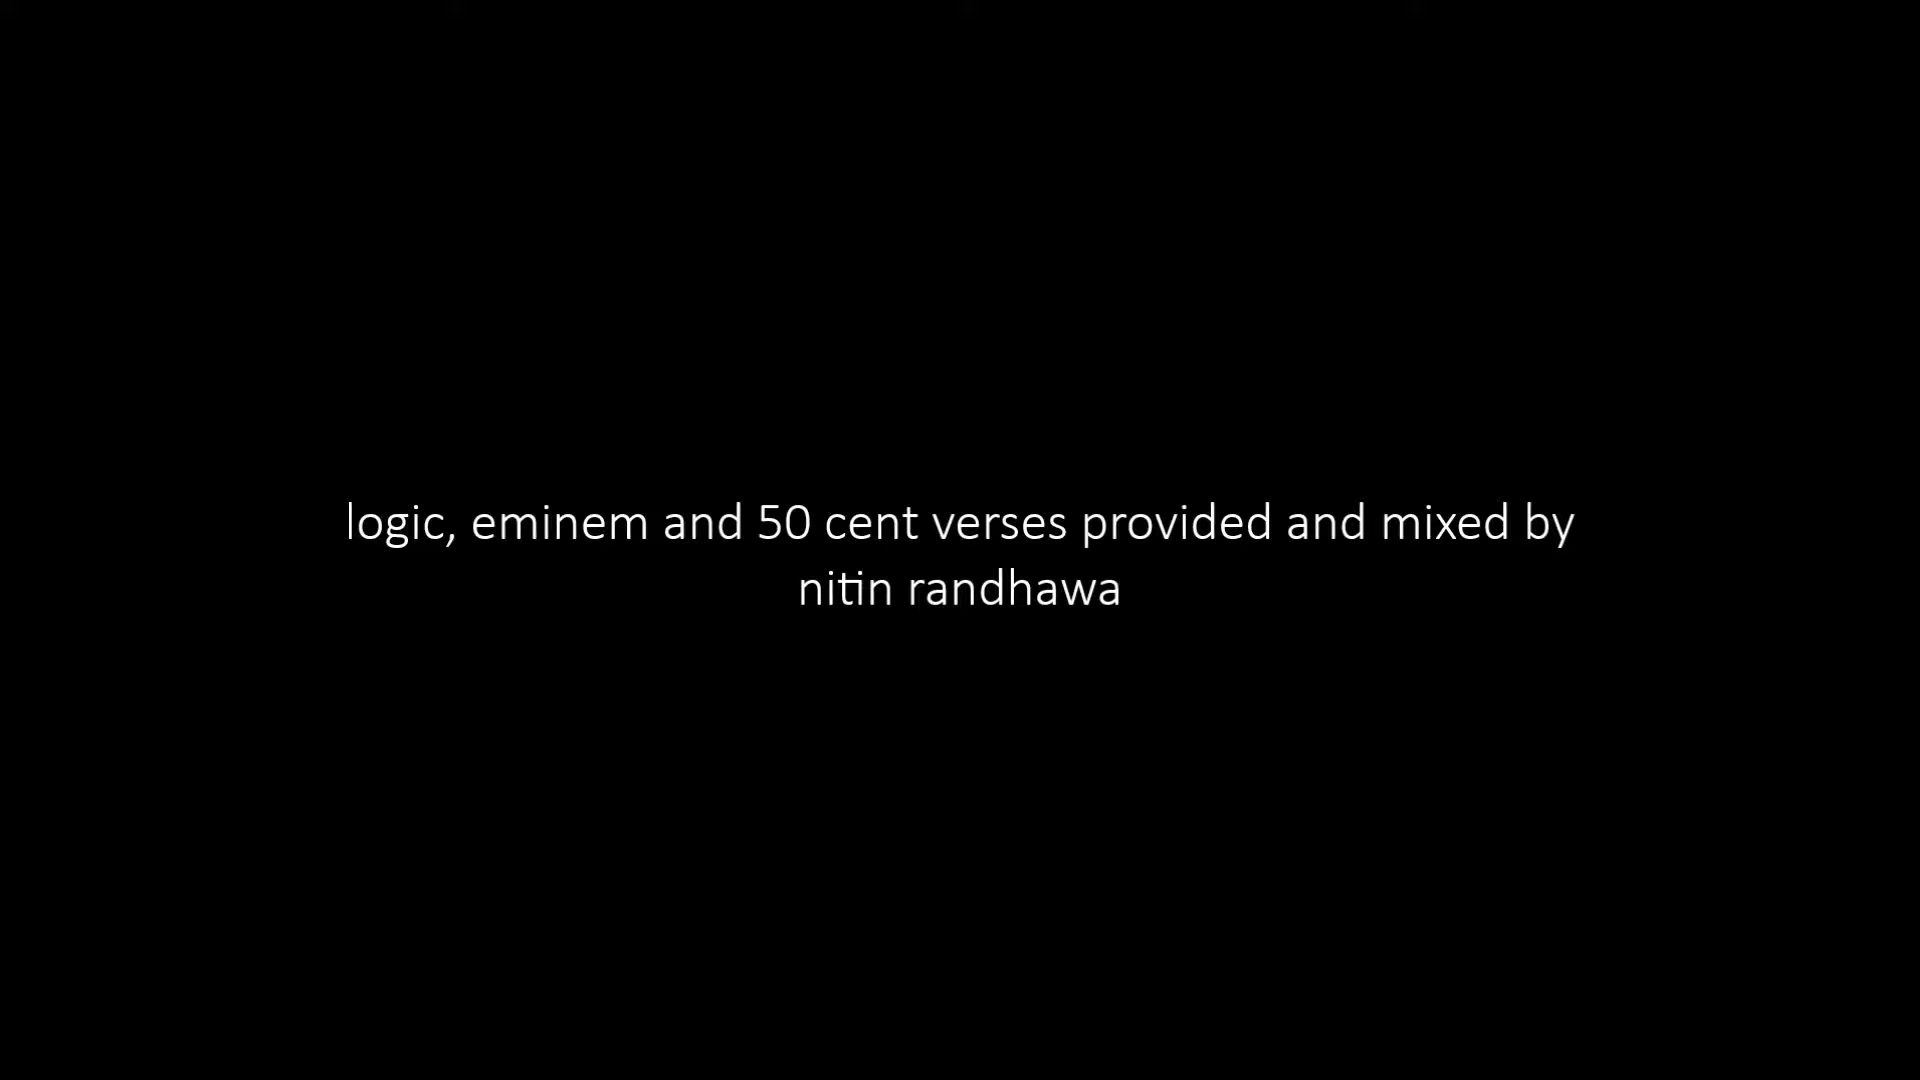 logic, eminem and 50 cent verses provided and mixed by
nitin randhawa